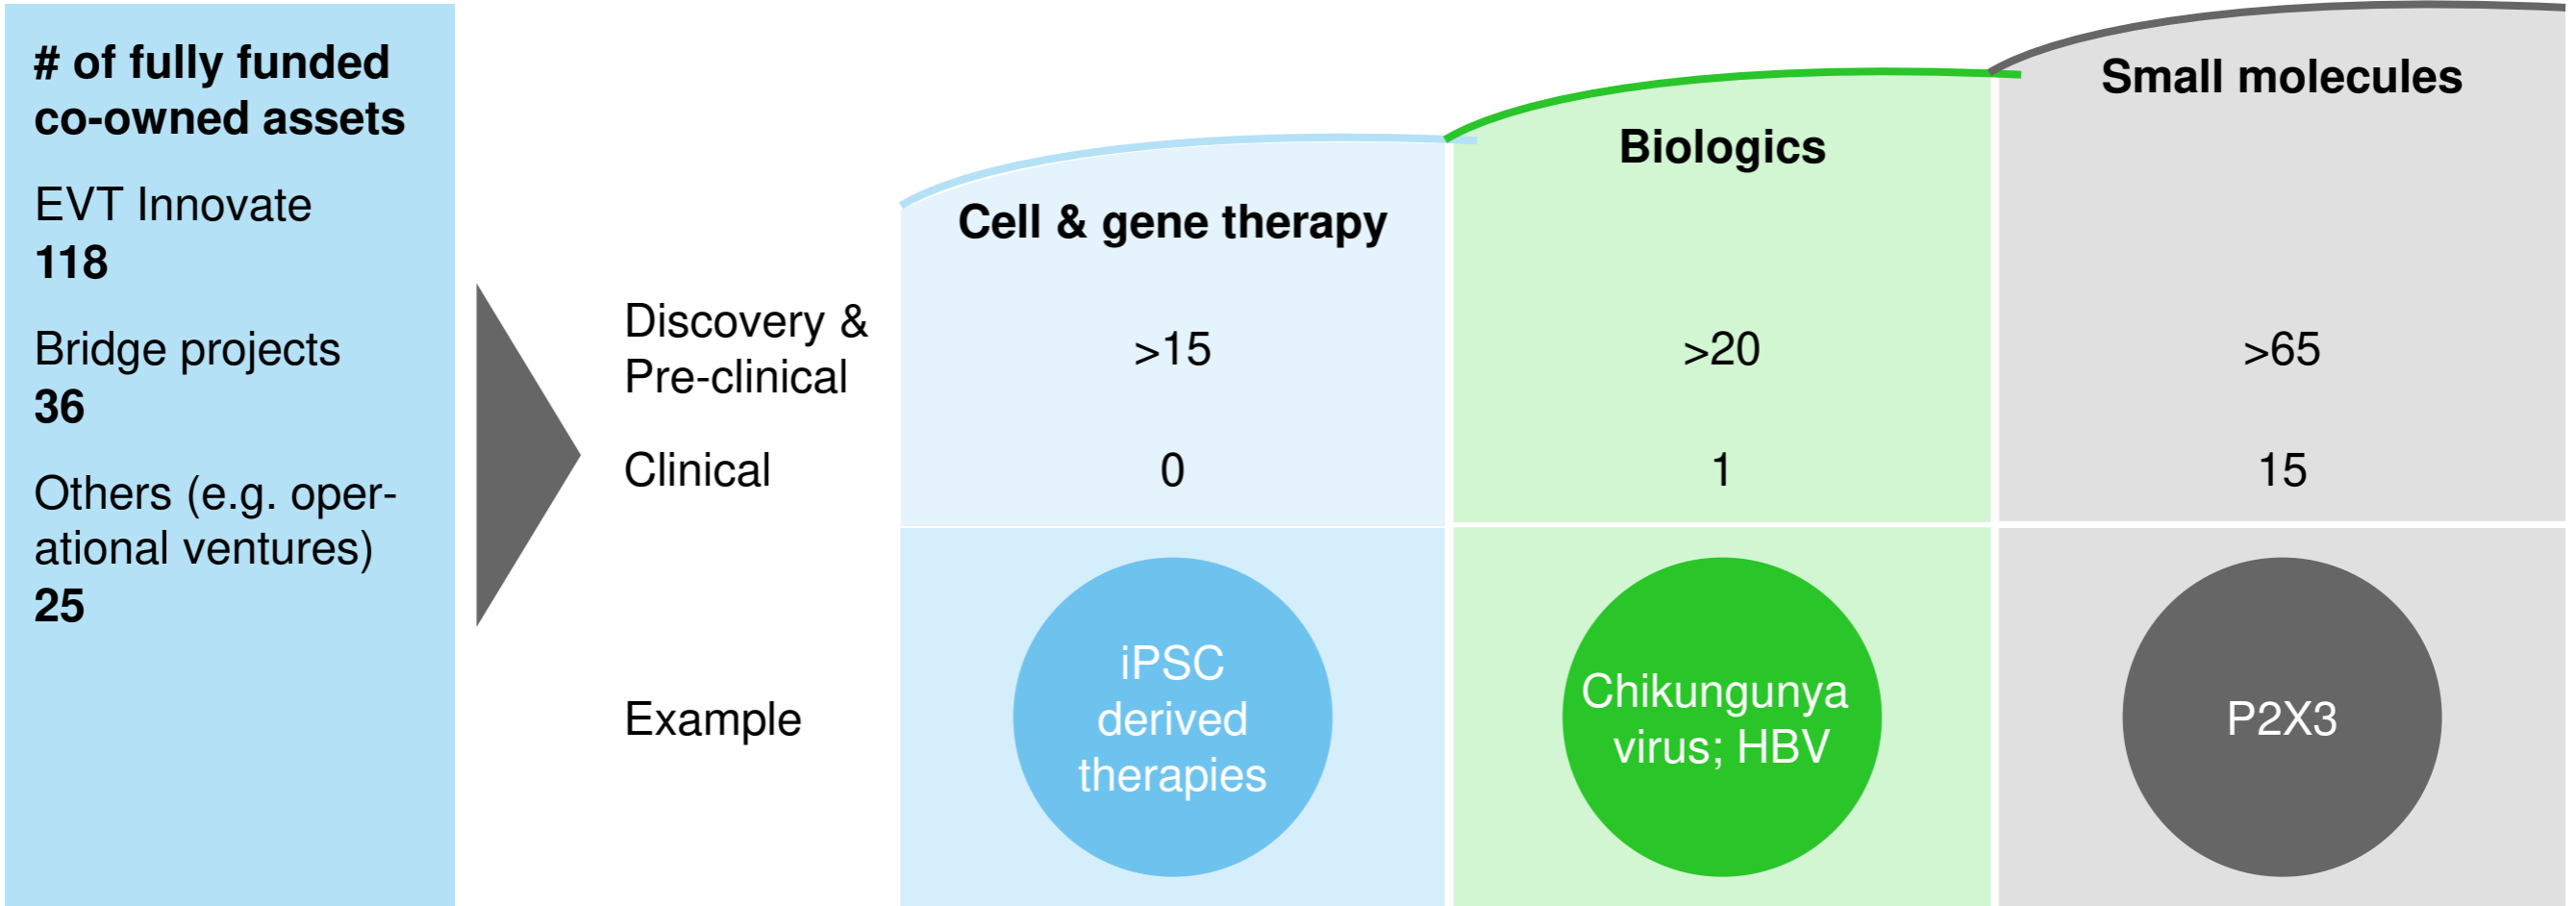 # of fully funded
co-owned assets
EVT Innovate
118
Bridge projects
36
Others (e.g. oper-
ational ventures)
25
Cell & gene therapy
Biologics
Small molecules
Discovery &
Pre-clinical
>15
>20
>65
Clinical
0
1
15
Example
iPSC
derived
therapies
Chikungunya
virus; HBV
P2X3